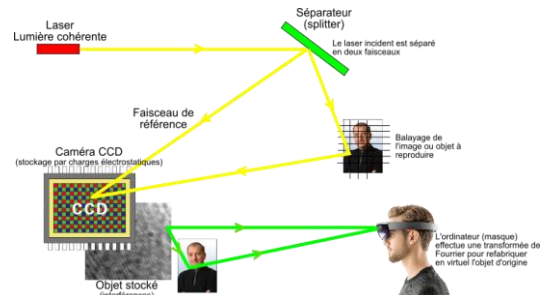 Laser
Lumière cohérente
Séparateur
(splitter)
Le laser incident est séparé
en deux faisceaux
Faisceau de
référence
Caméra CCD
(stockage par charges électrostatiques)
Balayage de
l'image ou objet à
reproduire
CCD
L'ordinateur (masque)
effectue une transformée de
Fourrier pour refabriquer
en virtuel l'objet d'origine
Objet stocké
(interférences)